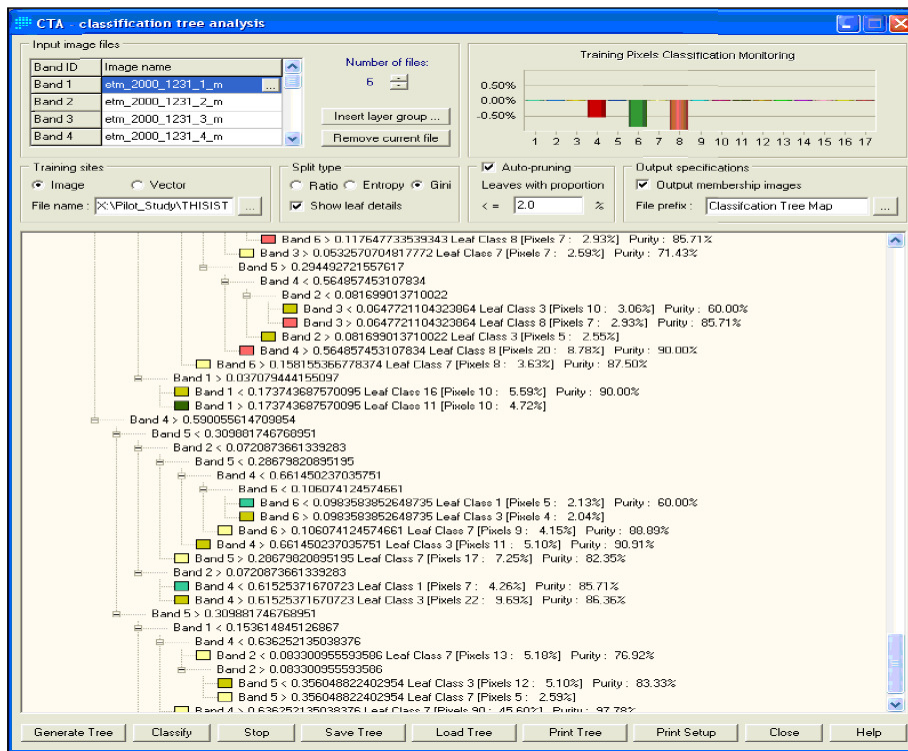 CTA - classification tree analysis
Input image files
Band ID Image name
Band 1 etm_2000_1231_1_m ...
Band 2 etm_2000_1231_2_m
Band 3 etm_2000_1231_3_m
Band 4 etm_2000_1231_4_m
Number of files:
6
Insert layer group ...
Remove current file
Training Pixels Classification Monitoring
0.50%
0.00%
-0.50%
1 2 3 4 5 6 7 8 9 10 11 12 13 14 15 16 17
Training sites
Image Vector
File name : X:\Pilot_Study\THISIST ...
Split type
Ratio Entropy Gini
Show leaf details
Auto-pruning
Leaves with proportion
< = 2.0 %
Output specifications
Output membership images
File prefix : Classifcation Tree Map ...
Band 6 > 0.117647733539343 Leaf Class 8 [Pixels 7 : 2.93%] Purity : 85.71%
Band 3 > 0.0532570704817772 Leaf Class 7 [Pixels 7 : 2.59%] Purity : 71.43%
Band 5 > 0.294492721557617
Band 4 < 0.564857453107834
Band 2 < 0.081699013710022
Band 3 < 0.0647721104323864 Leaf Class 3 [Pixels 10 : 3.06%] Purity : 60.00%
Band 3 > 0.0647721104323864 Leaf Class 8 [Pixels 7 : 2.93%] Purity : 85.71%
Band 2 > 0.081699013710022 Leaf Class 3 [Pixels 5 : 2.55%]
Band 4 > 0.564857453107834 Leaf Class 8 [Pixels 20 : 8.78%] Purity : 90.00%
Band 6 > 0.158155366778374 Leaf Class 7 [Pixels 8 : 3.63%] Purity : 87.50%
Band 1 > 0.037079444155097
Band 1 < 0.173743687570095 Leaf Class 16 [Pixels 10 : 5.59%] Purity : 90.00%
Band 1 > 0.173743687570095 Leaf Class 11 [Pixels 10 : 4.72%]
Band 4 > 0.590055614709854
Band 5 < 0.309881746768951
Band 2 < 0.0720873661339283
Band 5 < 0.28679820895195
Band 4 < 0.661450237035751
Band 6 < 0.106074124574661
Band 6 < 0.0983583852648735 Leaf Class 1 [Pixels 5 : 2.13%] Purity : 60.00%
Band 6 > 0.0983583852648735 Leaf Class 3 [Pixels 4 : 2.04%]
Band 6 > 0.106074124574661 Leaf Class 7 [Pixels 9 : 4.15%] Purity : 88.89%
Band 4 > 0.661450237035751 Leaf Class 3 [Pixels 11 : 5.10%] Purity : 90.91%
Band 5 > 0.28679820895195 Leaf Class 7 [Pixels 17 : 7.25%] Purity : 82.35%
Band 2 > 0.0720873661339283
Band 4 < 0.61525371670723 Leaf Class 1 [Pixels 7 : 4.26%] Purity : 85.71%
Band 4 > 0.61525371670723 Leaf Class 3 [Pixels 22 : 9.69%] Purity : 86.36%
Band 5 > 0.309881746768951
Band 1 < 0.153614845126867
Band 4 < 0.636252135038376
Band 2 < 0.083300955593586 Leaf Class 7 [Pixels 13 : 5.18%] Purity : 76.92%
Band 2 > 0.083300955593586
Band 5 < 0.356048822402954 Leaf Class 3 [Pixels 12 : 5.10%] Purity : 83.33%
Band 5 > 0.356048822402954 Leaf Class 7 [Pixels 5 : 2.59%]
Band 4 > 0.636252135038376 Leaf Class 7 [Pixels 90 : 45.60%] Purity : 97.78%
Generate Tree Classify Stop Save Tree Load Tree Print Tree Print Setup Close Help